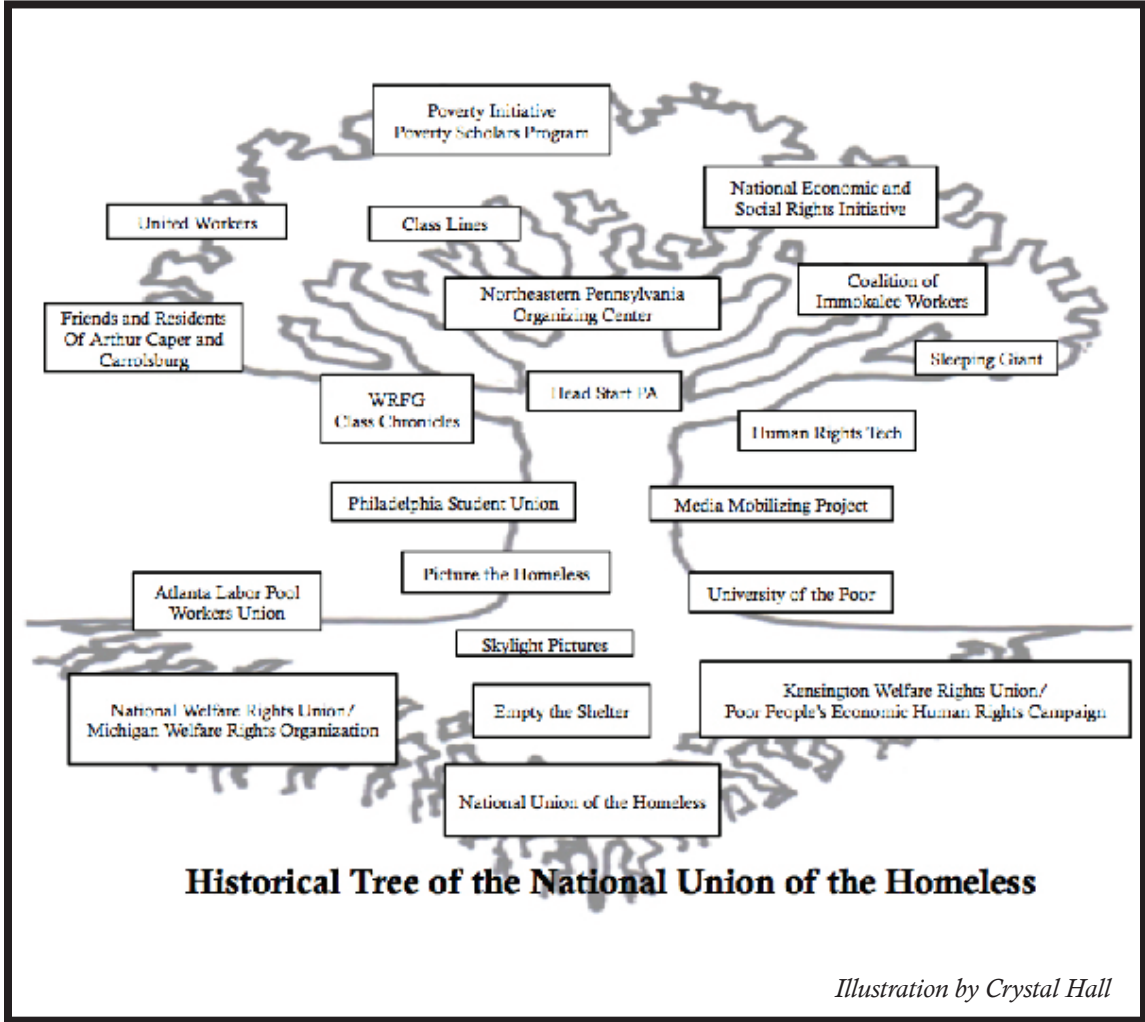 Poverty Initiative
Poverty Scholars Program
National Economic and
Social Rights Initiative
United Workers
Class Lines
Coalition of
Immokalee Workers
Northeastern Pennsylvania
Organizing Center
Friends and Residents
Of Arthur Caper and
Carrolsburg
Sleeping Giant
Head Start PA
WRFG
Class Chronicles
Human Rights Tech
Philadelphia Student Union
Media Mobilizing Project
Picture the Homeless
Atlanta Labor Pool
Workers Union
University of the Poor
Skylight Pictures
National Welfare Rights Union/
Michigan Welfare Rights Organization
Empty the Shelter
Kensington Welfare Rights Union/
Poor People's Economic Human Rights Campaign
National Union of the Homeless
Historical Tree of the National Union of the Homeless
Illustration by Crystal Hall